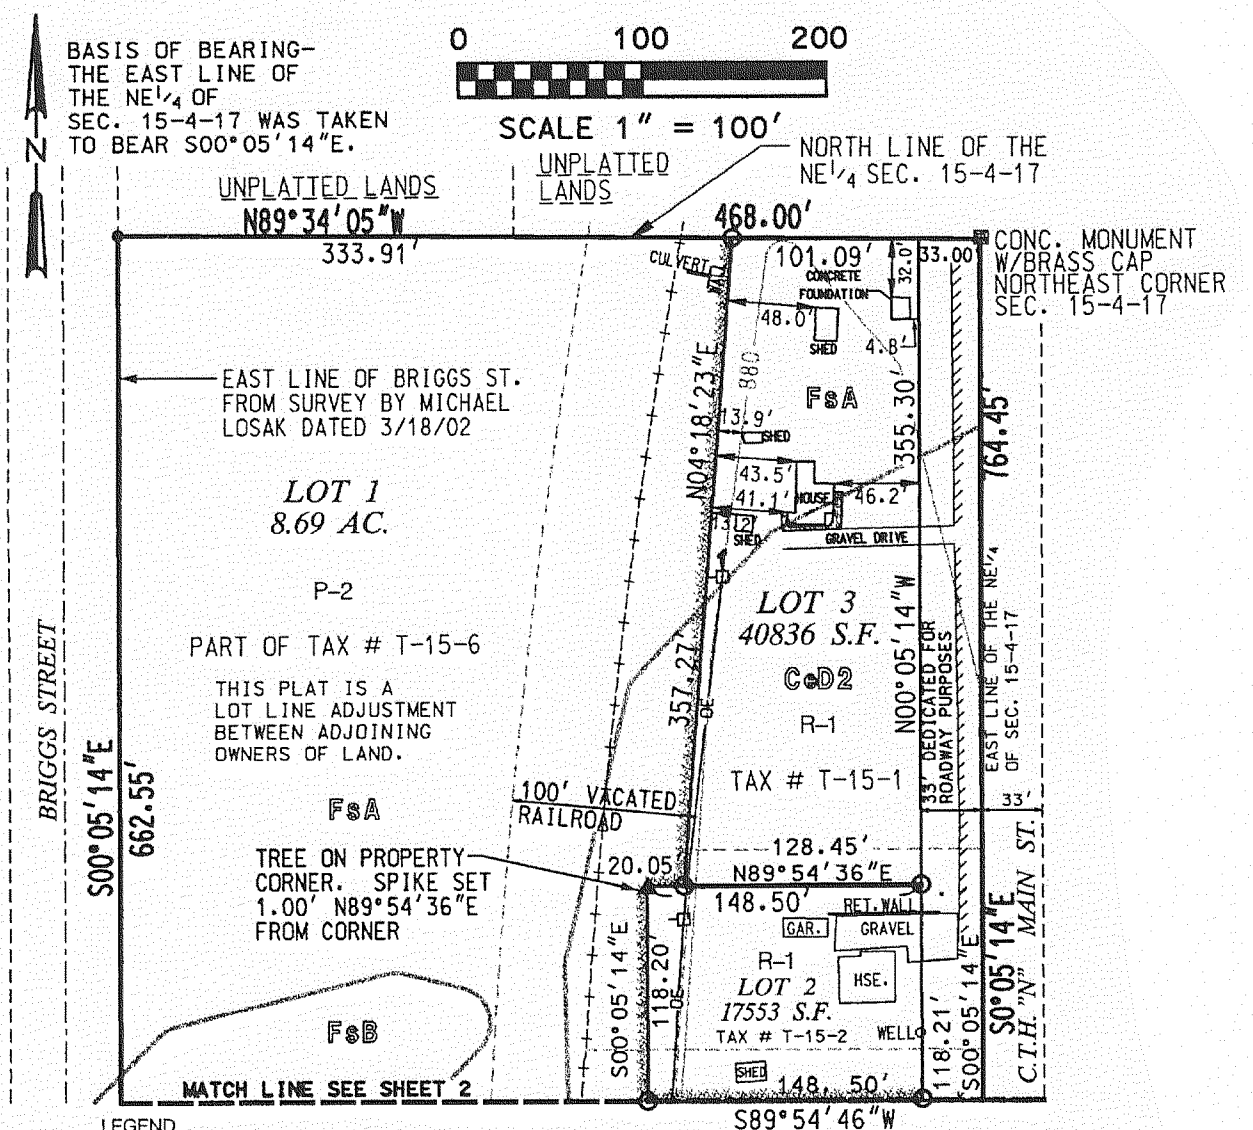 0 100 200
BASIS OF BEARING–
THE EAST LINE OF
THE NE¼ OF
SEC. 15-4-17 WAS TAKEN
TO BEAR S00°05'14"E.
N
SCALE 1" = 100'
UNPLATTED LANDS
UNPLATTED
LANDS
NORTH LINE OF THE
NE¼ SEC. 15-4-17
N89°34'05"W
468.00'
333.91'
101.09'
33.00
CONC. MONUMENT
W/BRASS CAP
NORTHEAST CORNER
SEC. 15-4-17
CULVERT
WALL
CONCRETE
FOUNDATION
32.0'
48.0'
SHED
4.8'
880
FsA
EAST LINE OF BRIGGS ST.
FROM SURVEY BY MICHAEL
LOSAK DATED 3/18/02
N04°18'23"E
355.30'
764.45'
13.9'
SHED
43.5'
41.1'
HOUSE
46.2'
13.2'
SHED
GRAVEL DRIVE
LOT 1
8.69 AC.
P-2
PART OF TAX # T-15-6
THIS PLAT IS A
LOT LINE ADJUSTMENT
BETWEEN ADJOINING
OWNERS OF LAND.
LOT 3
40836 S.F.
CeD2
R-1
TAX # T-15-1
357.27'
OE
N00°05'14"W
33' DEDICATED FOR
ROADWAY PURPOSES
EAST LINE OF THE NE¼
OF SEC. 15-4-17
BRIGGS STREET
S00°05'14"E
662.55'
FsA
100' VACATED
RAILROAD
33'
TREE ON PROPERTY
CORNER. SPIKE SET
1.00' N89°54'36"E
FROM CORNER
20.05
128.45'
N89°54'36"E
148.50'
RET. WALL
GAR.
GRAVEL
R-1
LOT 2
17553 S.F.
TAX # T-15-2
HSE.
WELL
S00°05'14"E
118.20'
OE
118.21'
S00°05'14"E
S0°05'14"E
C.T.H. "N" MAIN ST.
FsB
SHED
MATCH LINE SEE SHEET 2
148.50'
S89°54'46"W
LEGEND